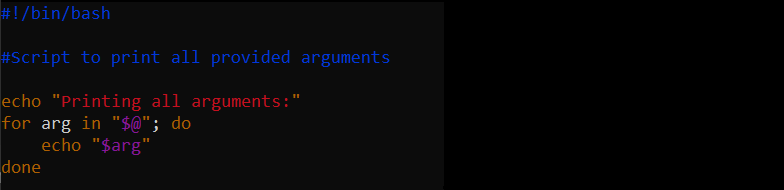 #!/bin/bash

#Script to print all provided arguments

echo "Printing all arguments:"
for arg in "$@"; do
    echo "$arg"
done